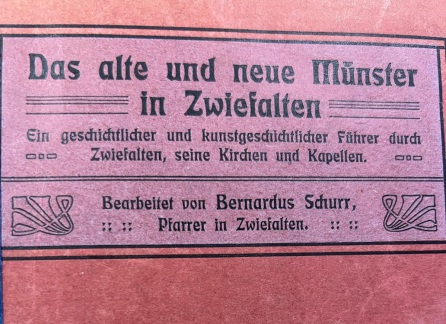 Das alte und neue Münster
in Zwiefalten
Ein geschichtlicher und kunstgeschichtlicher Führer durch
Zwiefalten, seine Kirchen und Kapellen.
Bearbeitet von Bernardus Schurr,
:: :: Pfarrer in Zwiefalten. :: ::